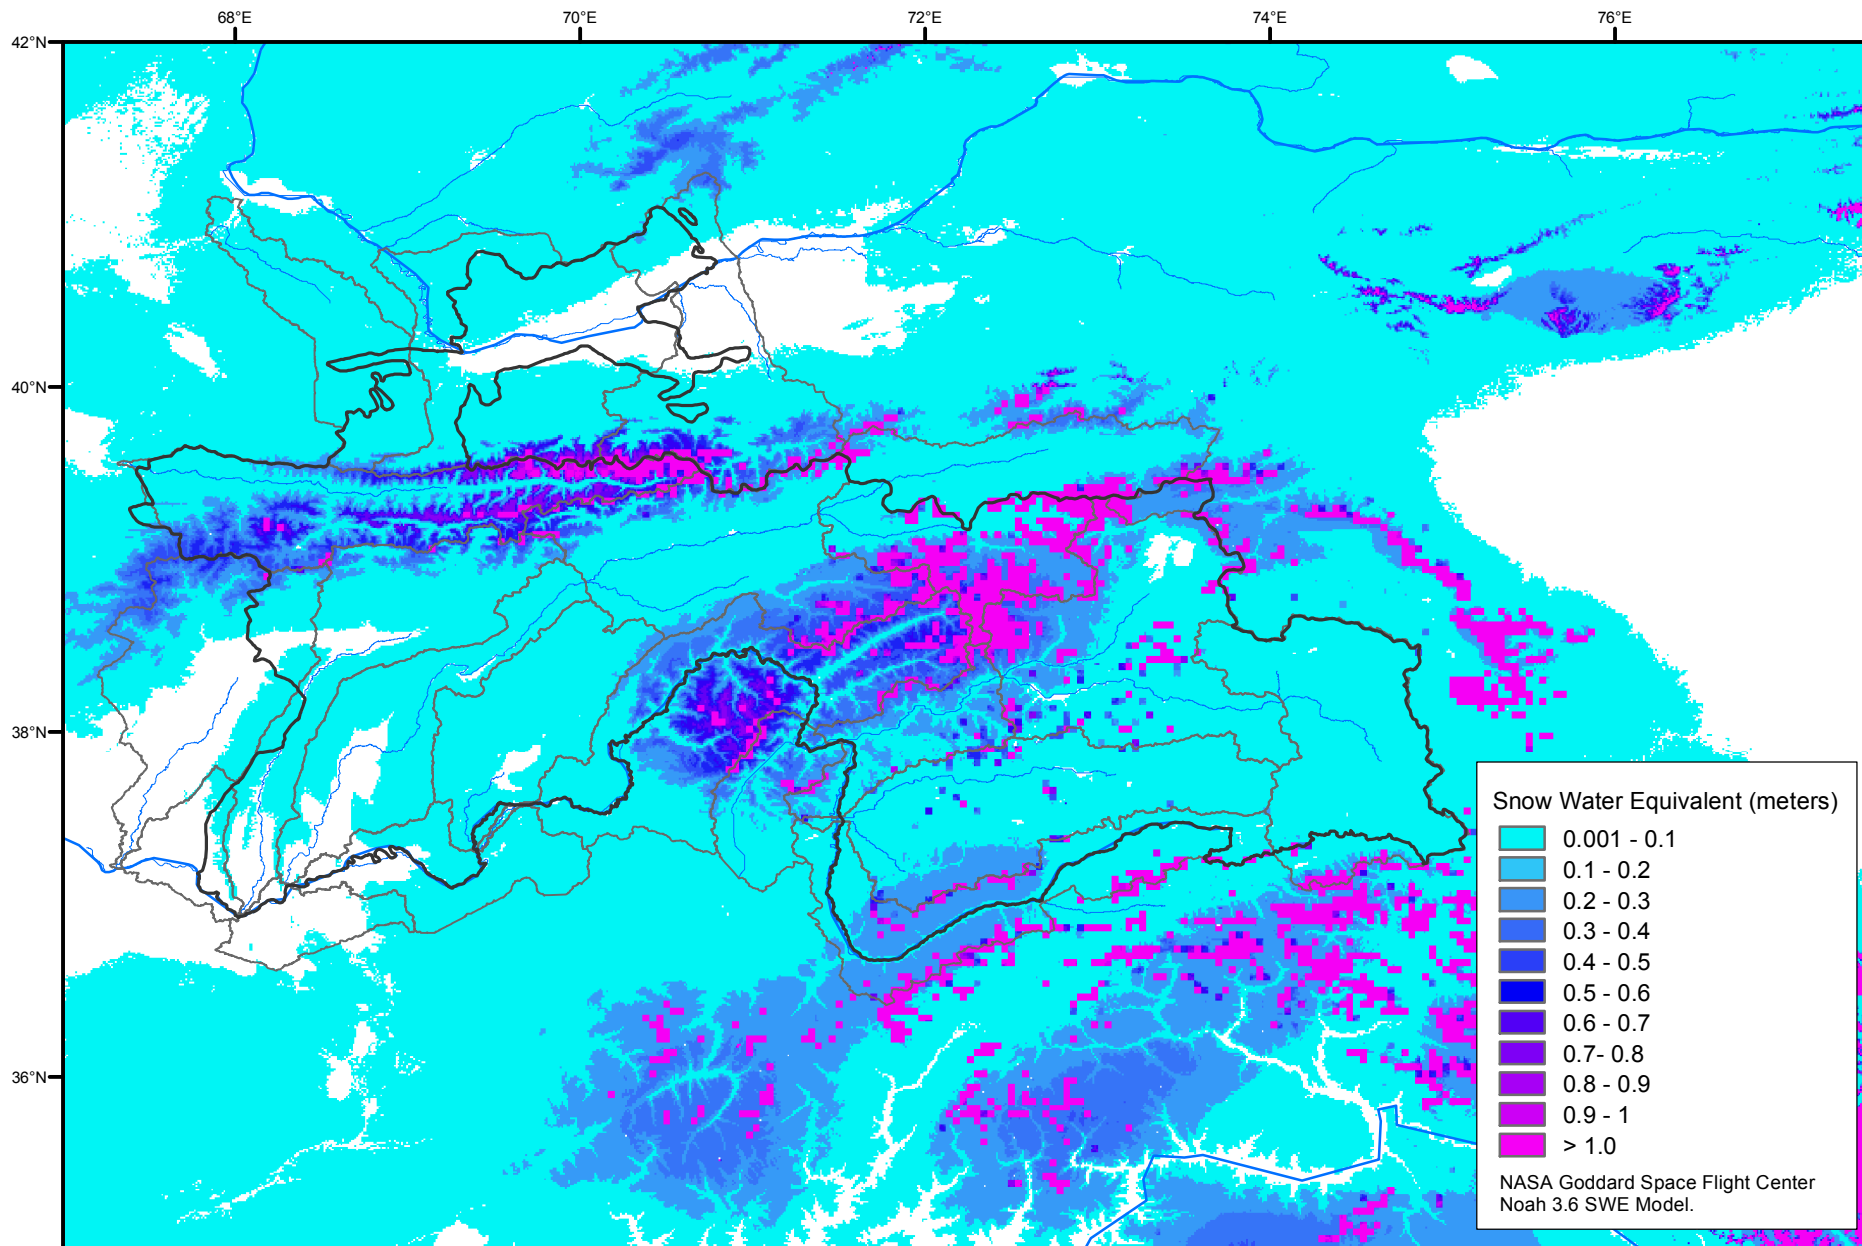 68°E
70°E
72°E
74°E
76°E
42°N
40°N
38°N
36°N
Snow Water Equivalent (meters)
0.001 - 0.1
0.1 - 0.2
0.2 - 0.3
0.3 - 0.4
0.4 - 0.5
0.5 - 0.6
0.6 - 0.7
0.7- 0.8
0.8 - 0.9
0.9 - 1
> 1.0
NASA Goddard Space Flight Center
Noah 3.6 SWE Model.